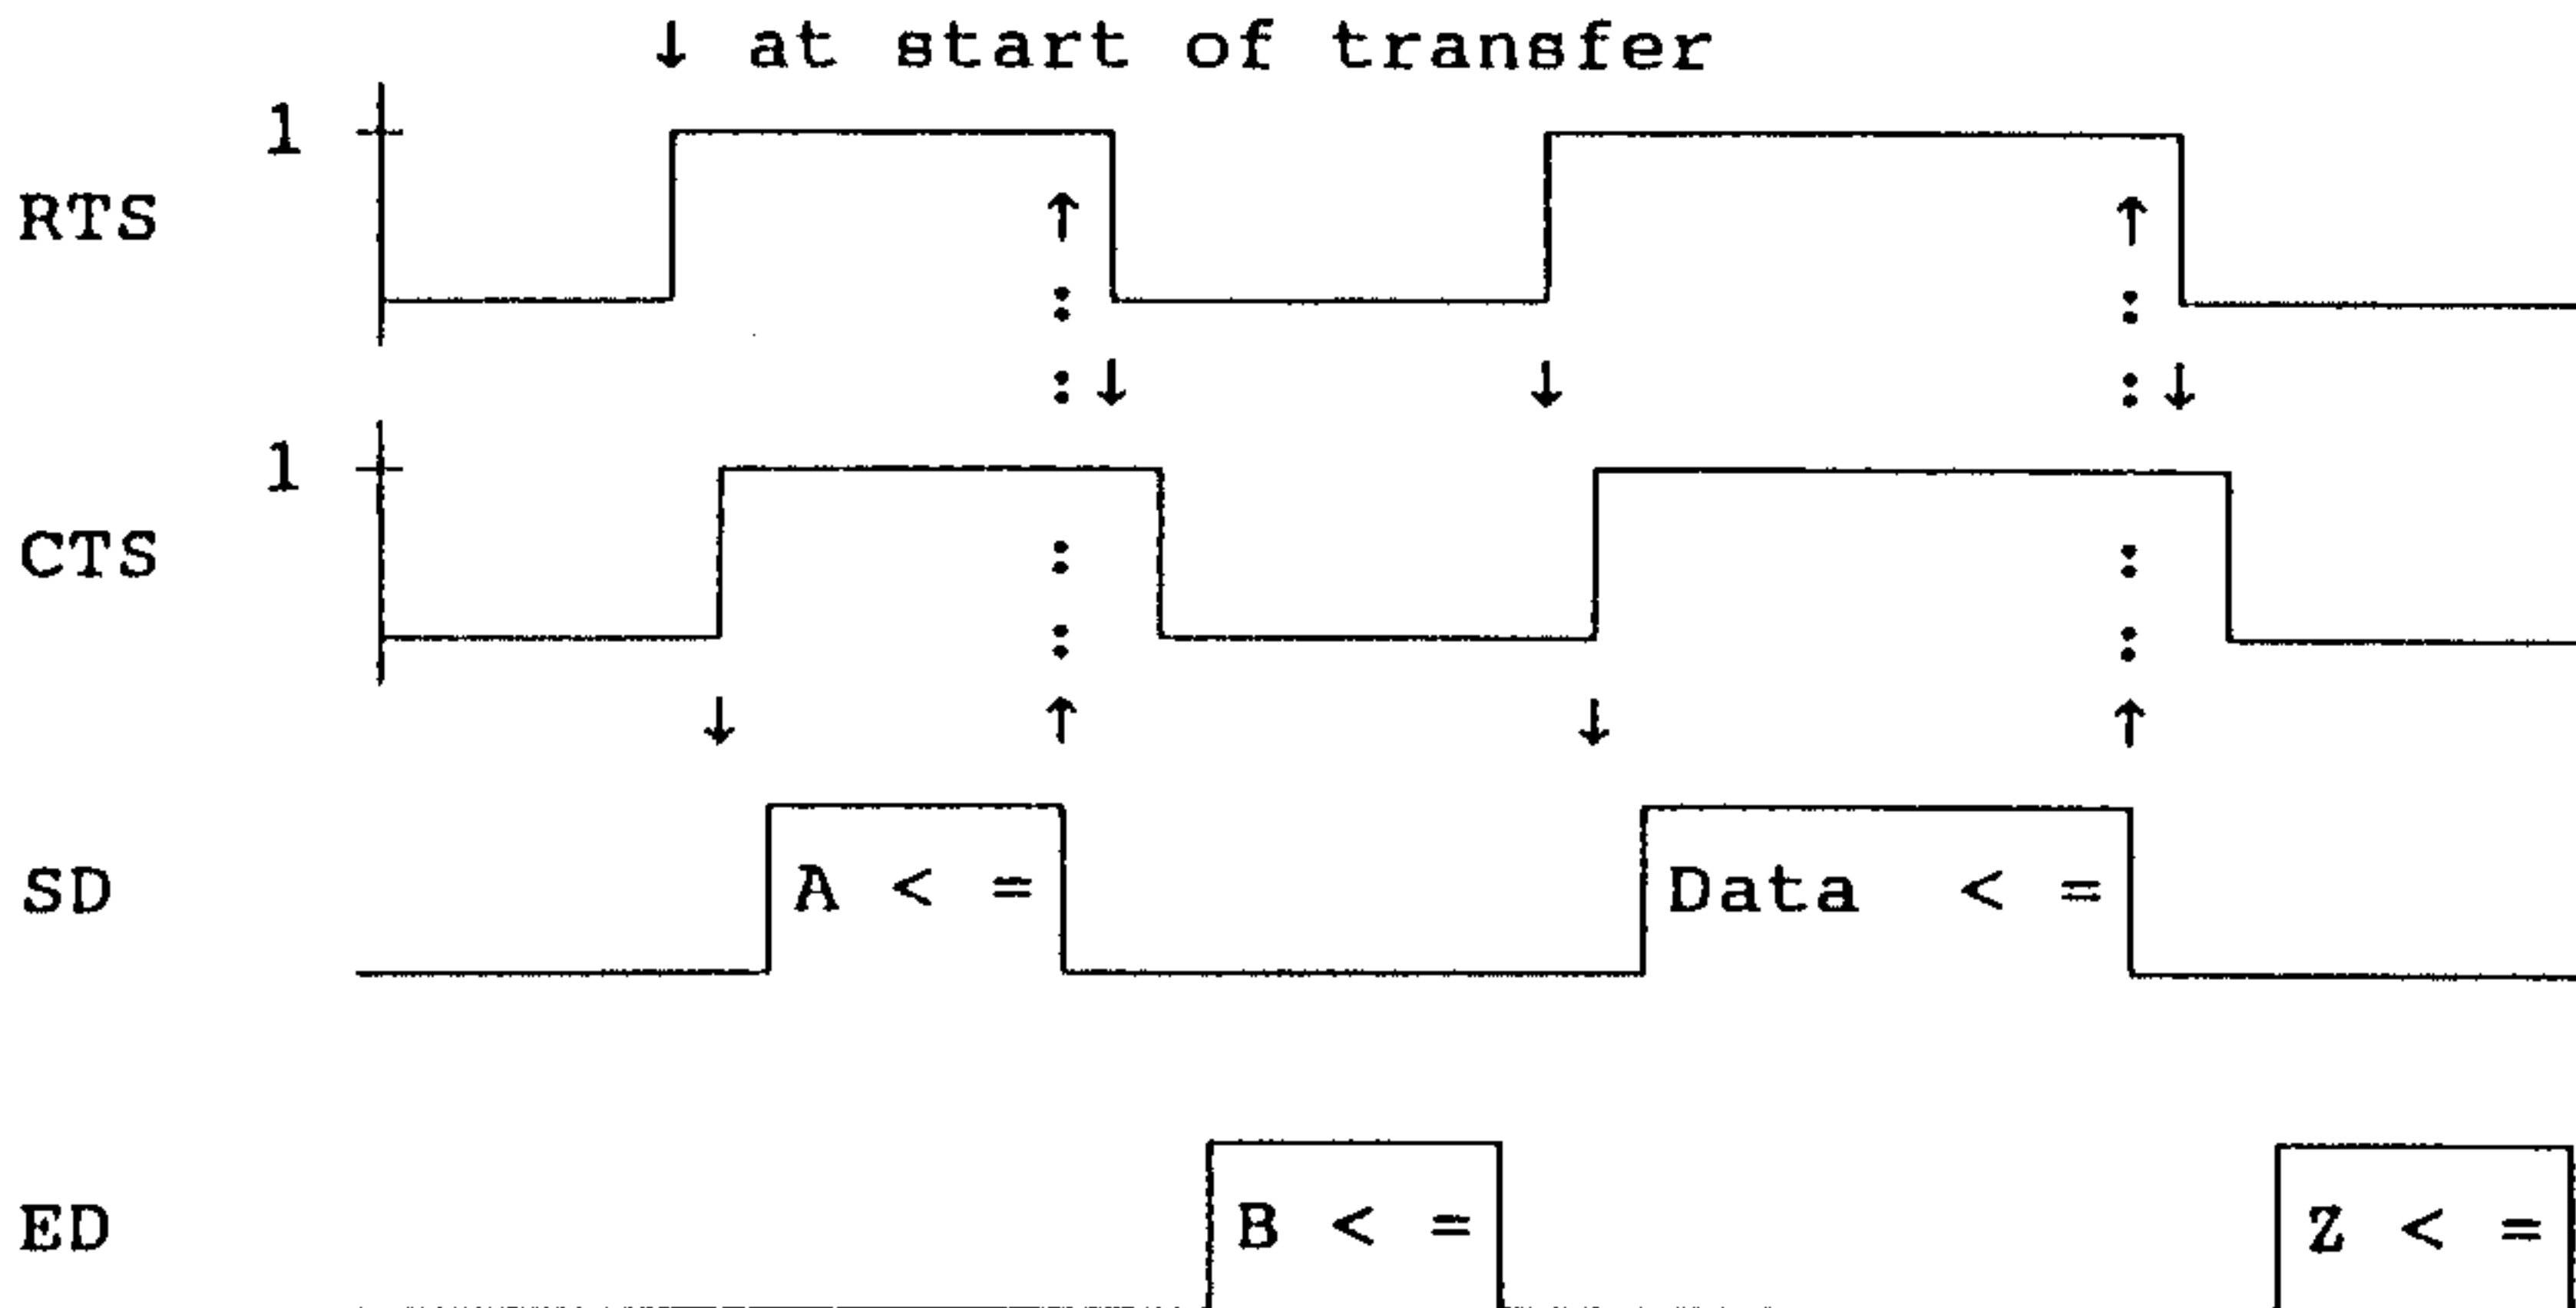 ↓ at start of transfer
1
RTS
1
CTS
SD
A < =
Data < =
ED
B < =
Z < =